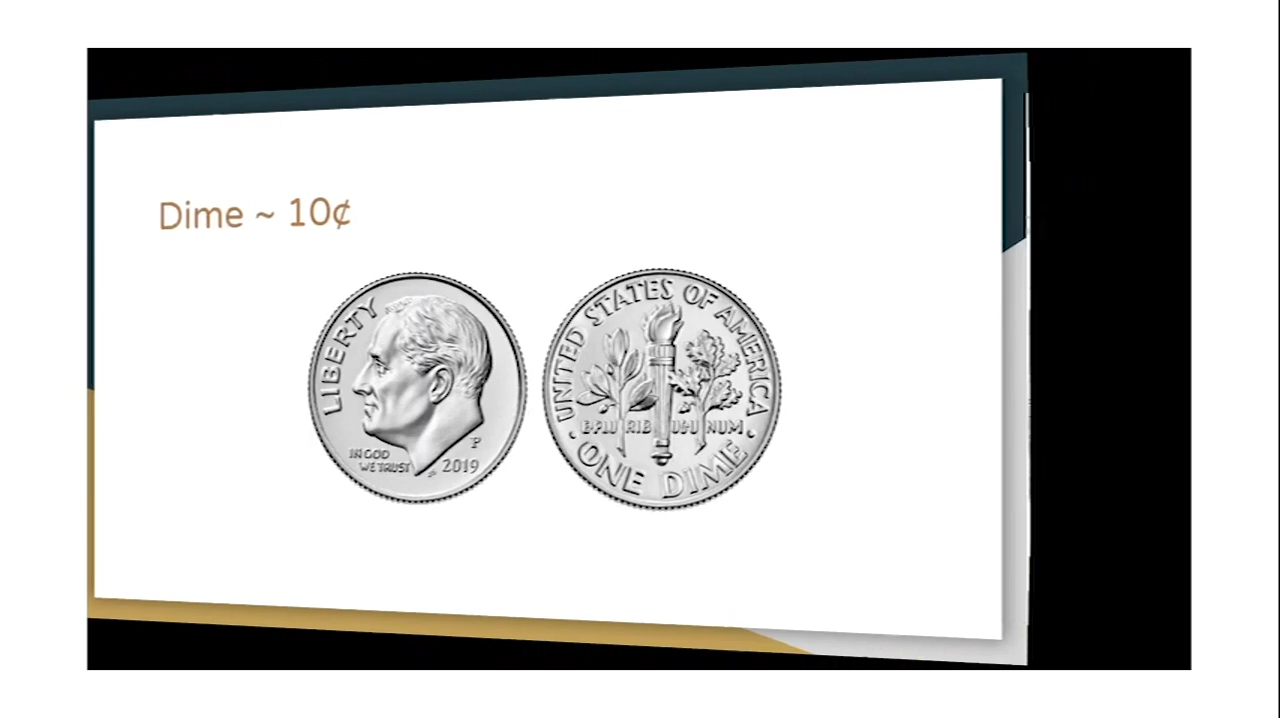 Dime ~ 10¢
LIBERTY
IN GOD
WE TRUST
P
2019
UNITED STATES OF AMERICA
E PLURIBUS UNUM
ONE DIME